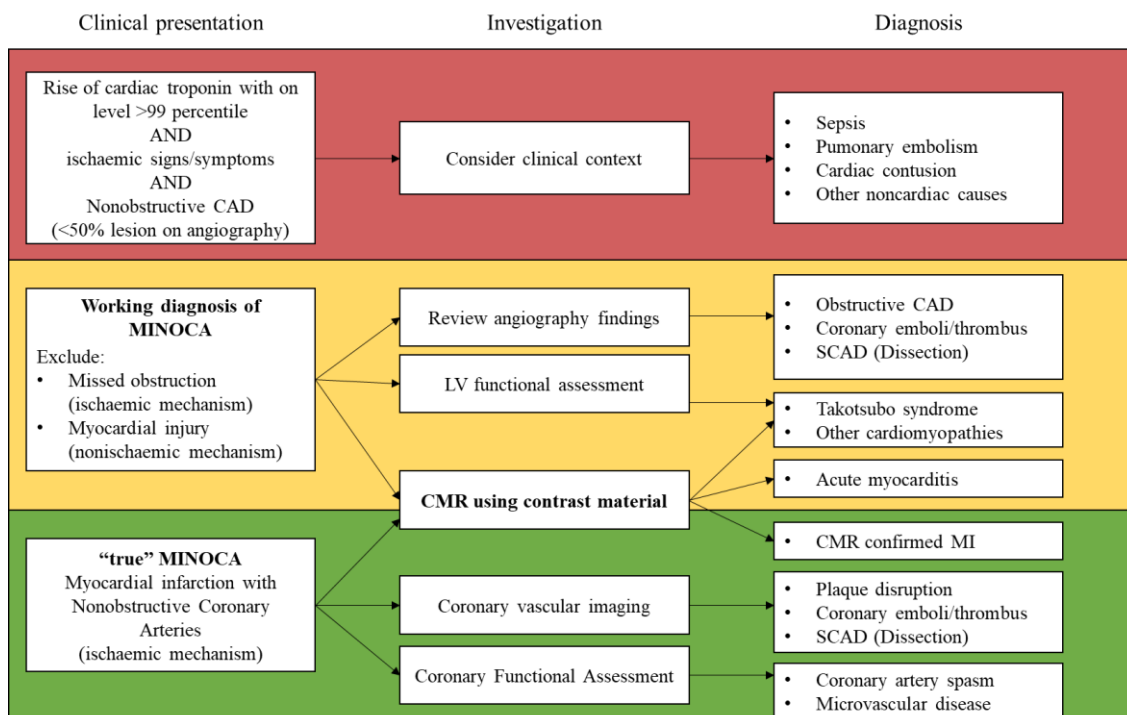 Clinical presentation
Investigation
Diagnosis
Rise of cardiac troponin with on
level >99 percentile
AND
ischaemic signs/symptoms
AND
Nonobstructive CAD
(<50% lesion on angiography)
Consider clinical context
• Sepsis
• Pumonary embolism
• Cardiac contusion
• Other noncardiac causes
Working diagnosis of
MINOCA
Exclude:
• Missed obstruction
(ischaemic mechanism)
• Myocardial injury
(nonischaemic mechanism)
Review angiography findings
LV functional assessment
CMR using contrast material
• Obstructive CAD
• Coronary emboli/thrombus
• SCAD (Dissection)
• Takotsubo syndrome
• Other cardiomyopathies
• Acute myocarditis
• CMR confirmed MI
“true” MINOCA
Myocardial infarction with
Nonobstructive Coronary
Arteries
(ischaemic mechanism)
Coronary vascular imaging
Coronary Functional Assessment
• Plaque disruption
• Coronary emboli/thrombus
• SCAD (Dissection)
• Coronary artery spasm
• Microvascular disease